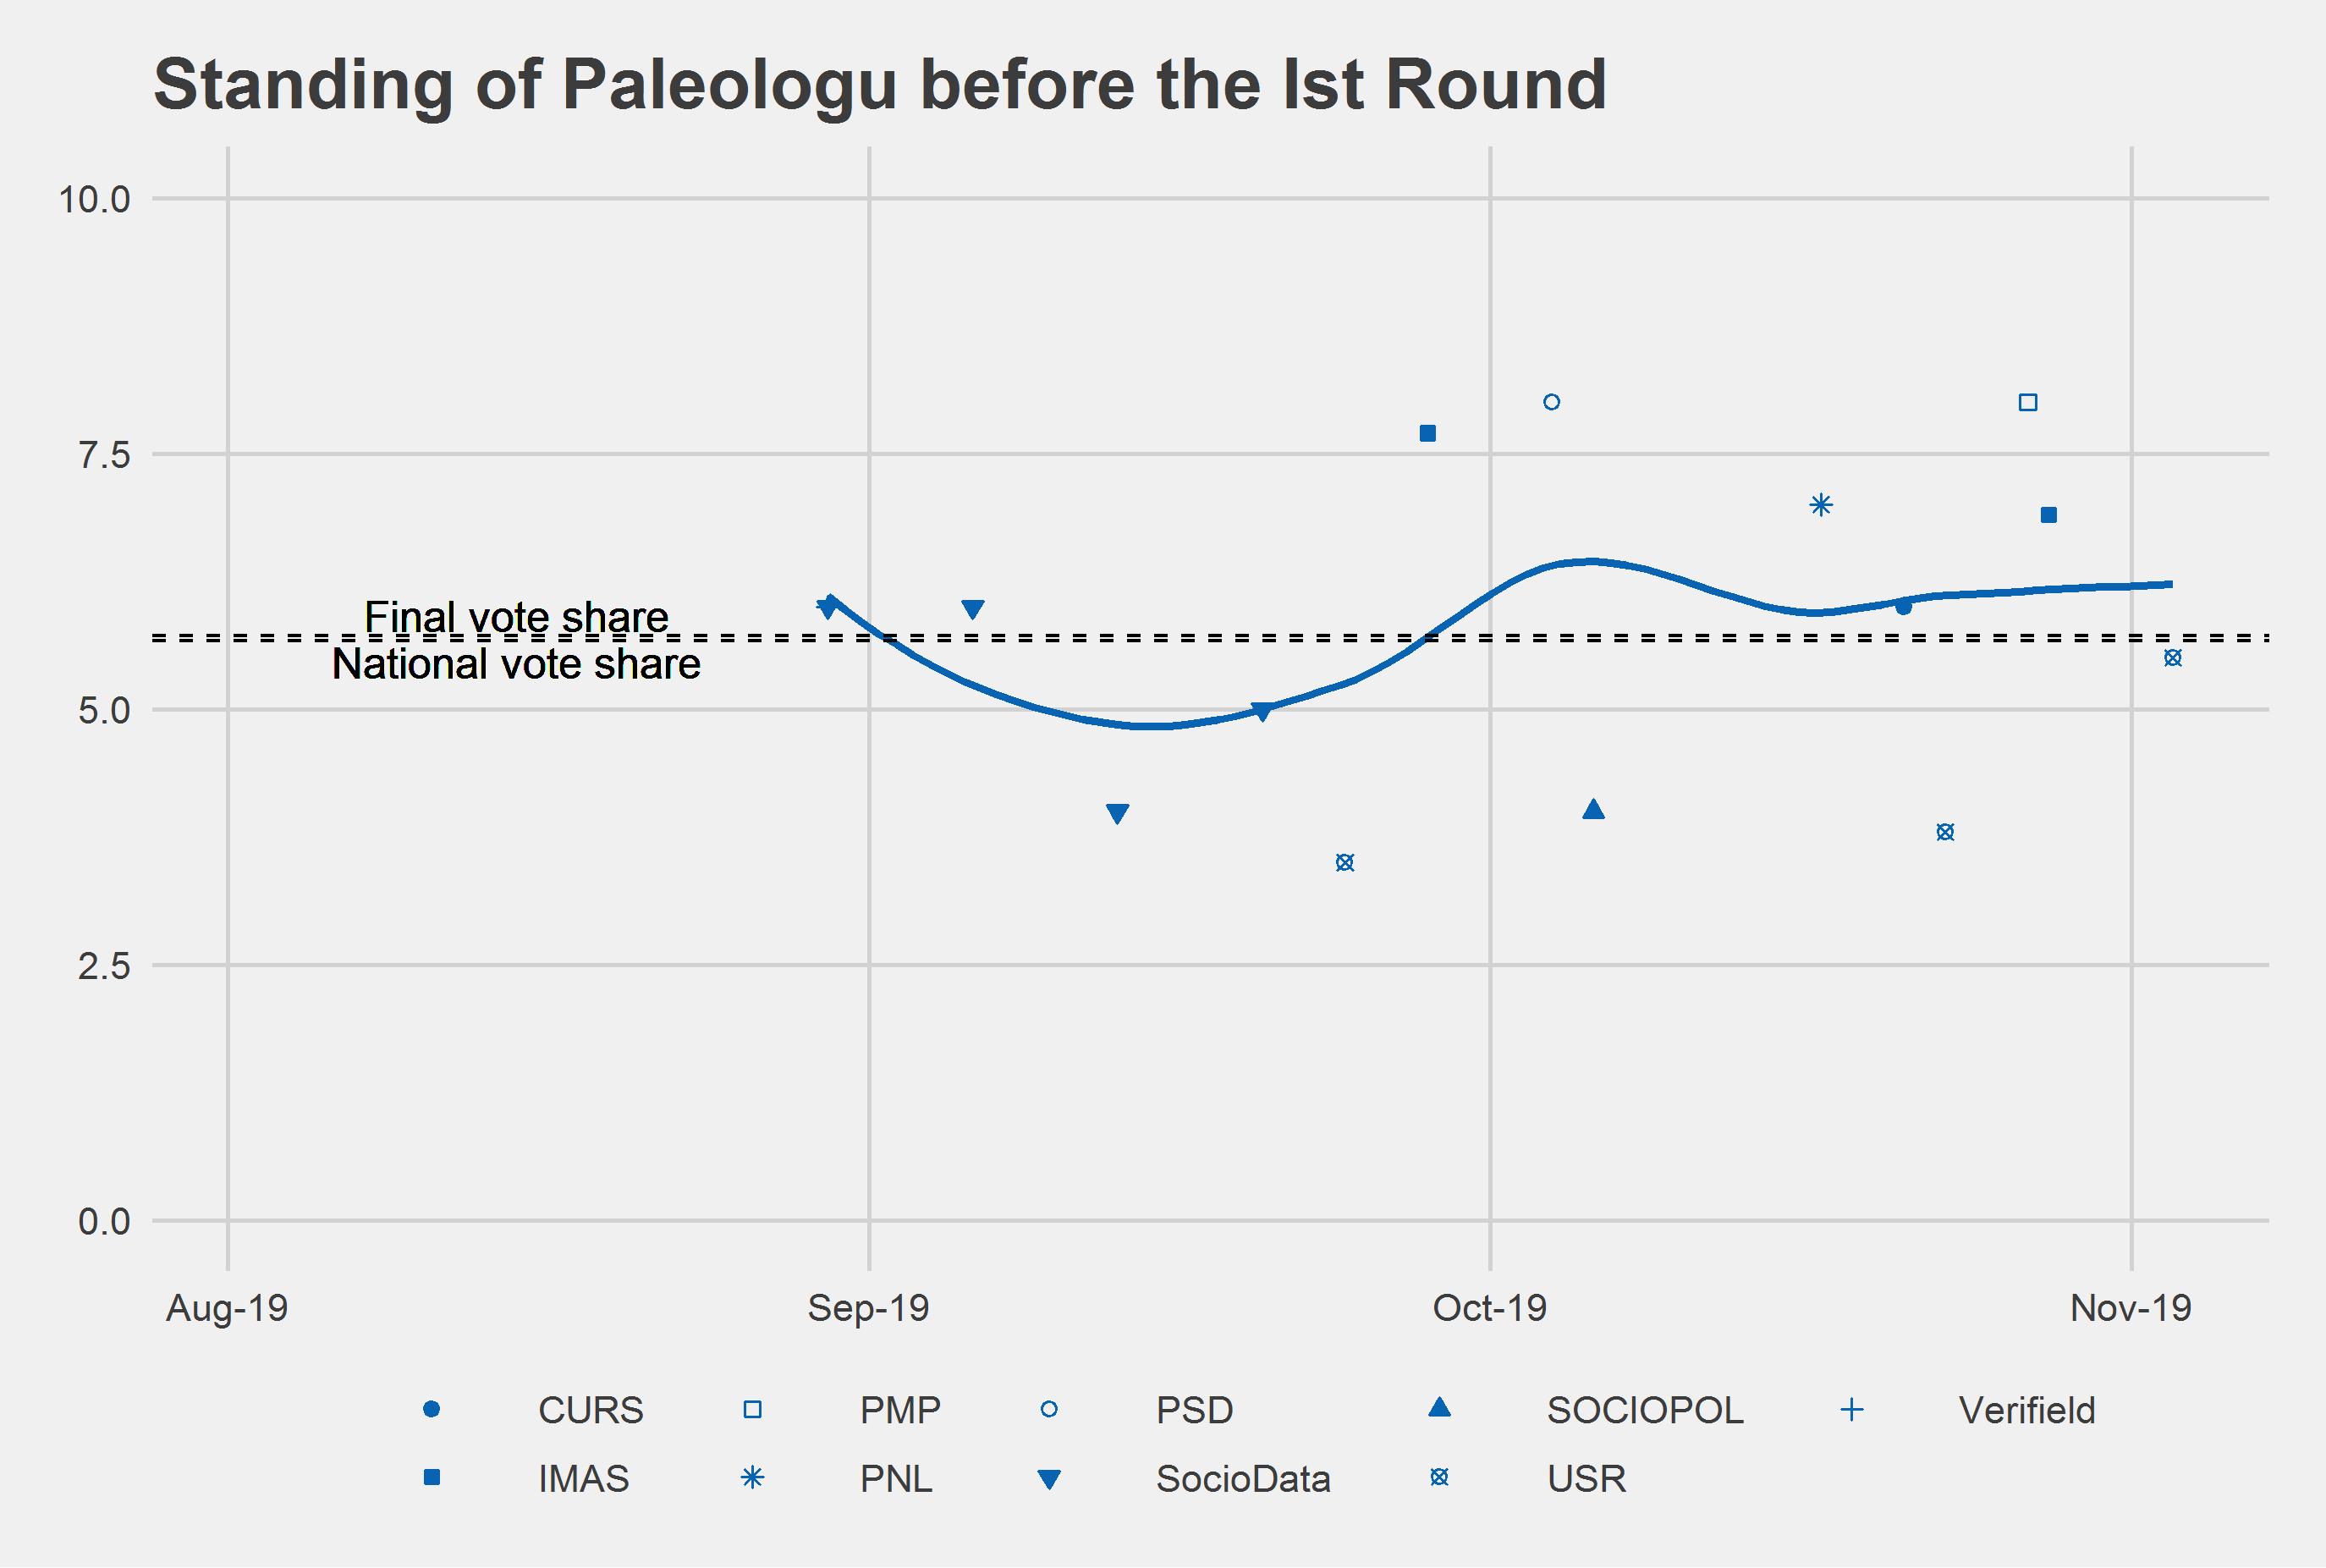 Standing of Paleologu before the Ist Round
10.0
7.5
Final vote share
National vote share
5.0
2.5
0.0
Aug-19 Sep-19 Oct-19 Nov-19
CURS PMP PSD SOCIOPOL Verifield
IMAS PNL SocioData USR